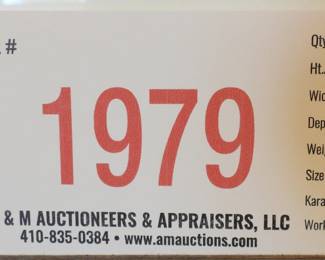 #
1979
& M AUCTIONEERS & APPRAISERS, LLC
410-835-0384 • www.amauctions.com
Qty
Ht.
Wid
Dep
Wei
Size
Kara
Work